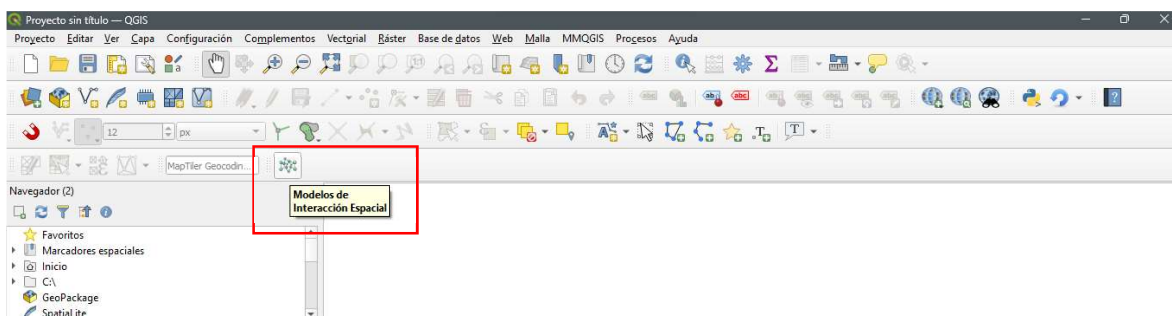 Proyecto sin título — QGIS
Proyecto Editar Ver Capa Configuración Complementos Vectorial Ráster Base de datos Web Malla MMQGIS Procesos Ayuda
12 px
MapTiler Geocodin...
Modelos de
Interacción Espacial
Navegador (2)
Favoritos
Marcadores espaciales
Inicio
C:\
GeoPackage
SpatiaLite